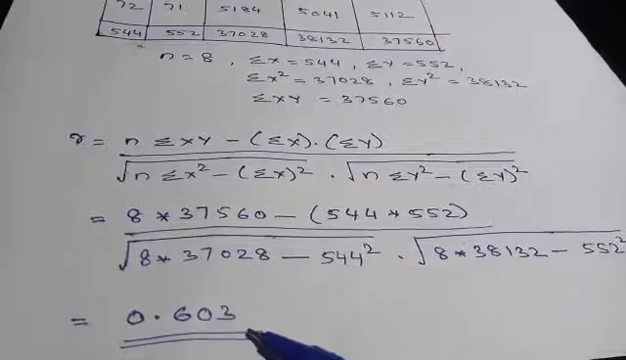 72 71 5184 5041 5112
544 552 37028 38132 37560
n = 8, Σx = 544, Σy = 552,
Σx² = 37028, Σy² = 38132
Σxy = 37560
r = n Σxy - (Σx).(Σy)
√n Σx² - (Σx)² . √n Σy² - (Σy)²
= 8 * 37560 - (544 * 552)
√8 * 37028 - 544² . √8 * 38132 - 552²
= 0.603